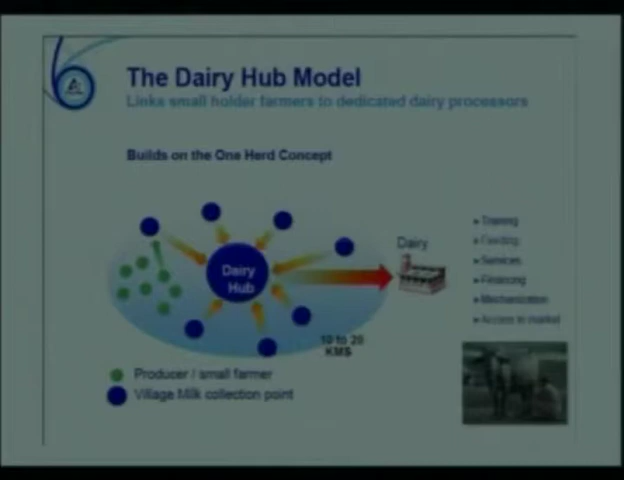 The Dairy Hub Model
Links small holder farmers to dedicated dairy processors
Builds on the One Herd Concept
Dairy
Hub
Dairy
Training
Feeding
Services
Financing
Mechanization
Access to market
10 to 20
KMS
Producer / small farmer
Village Milk collection point